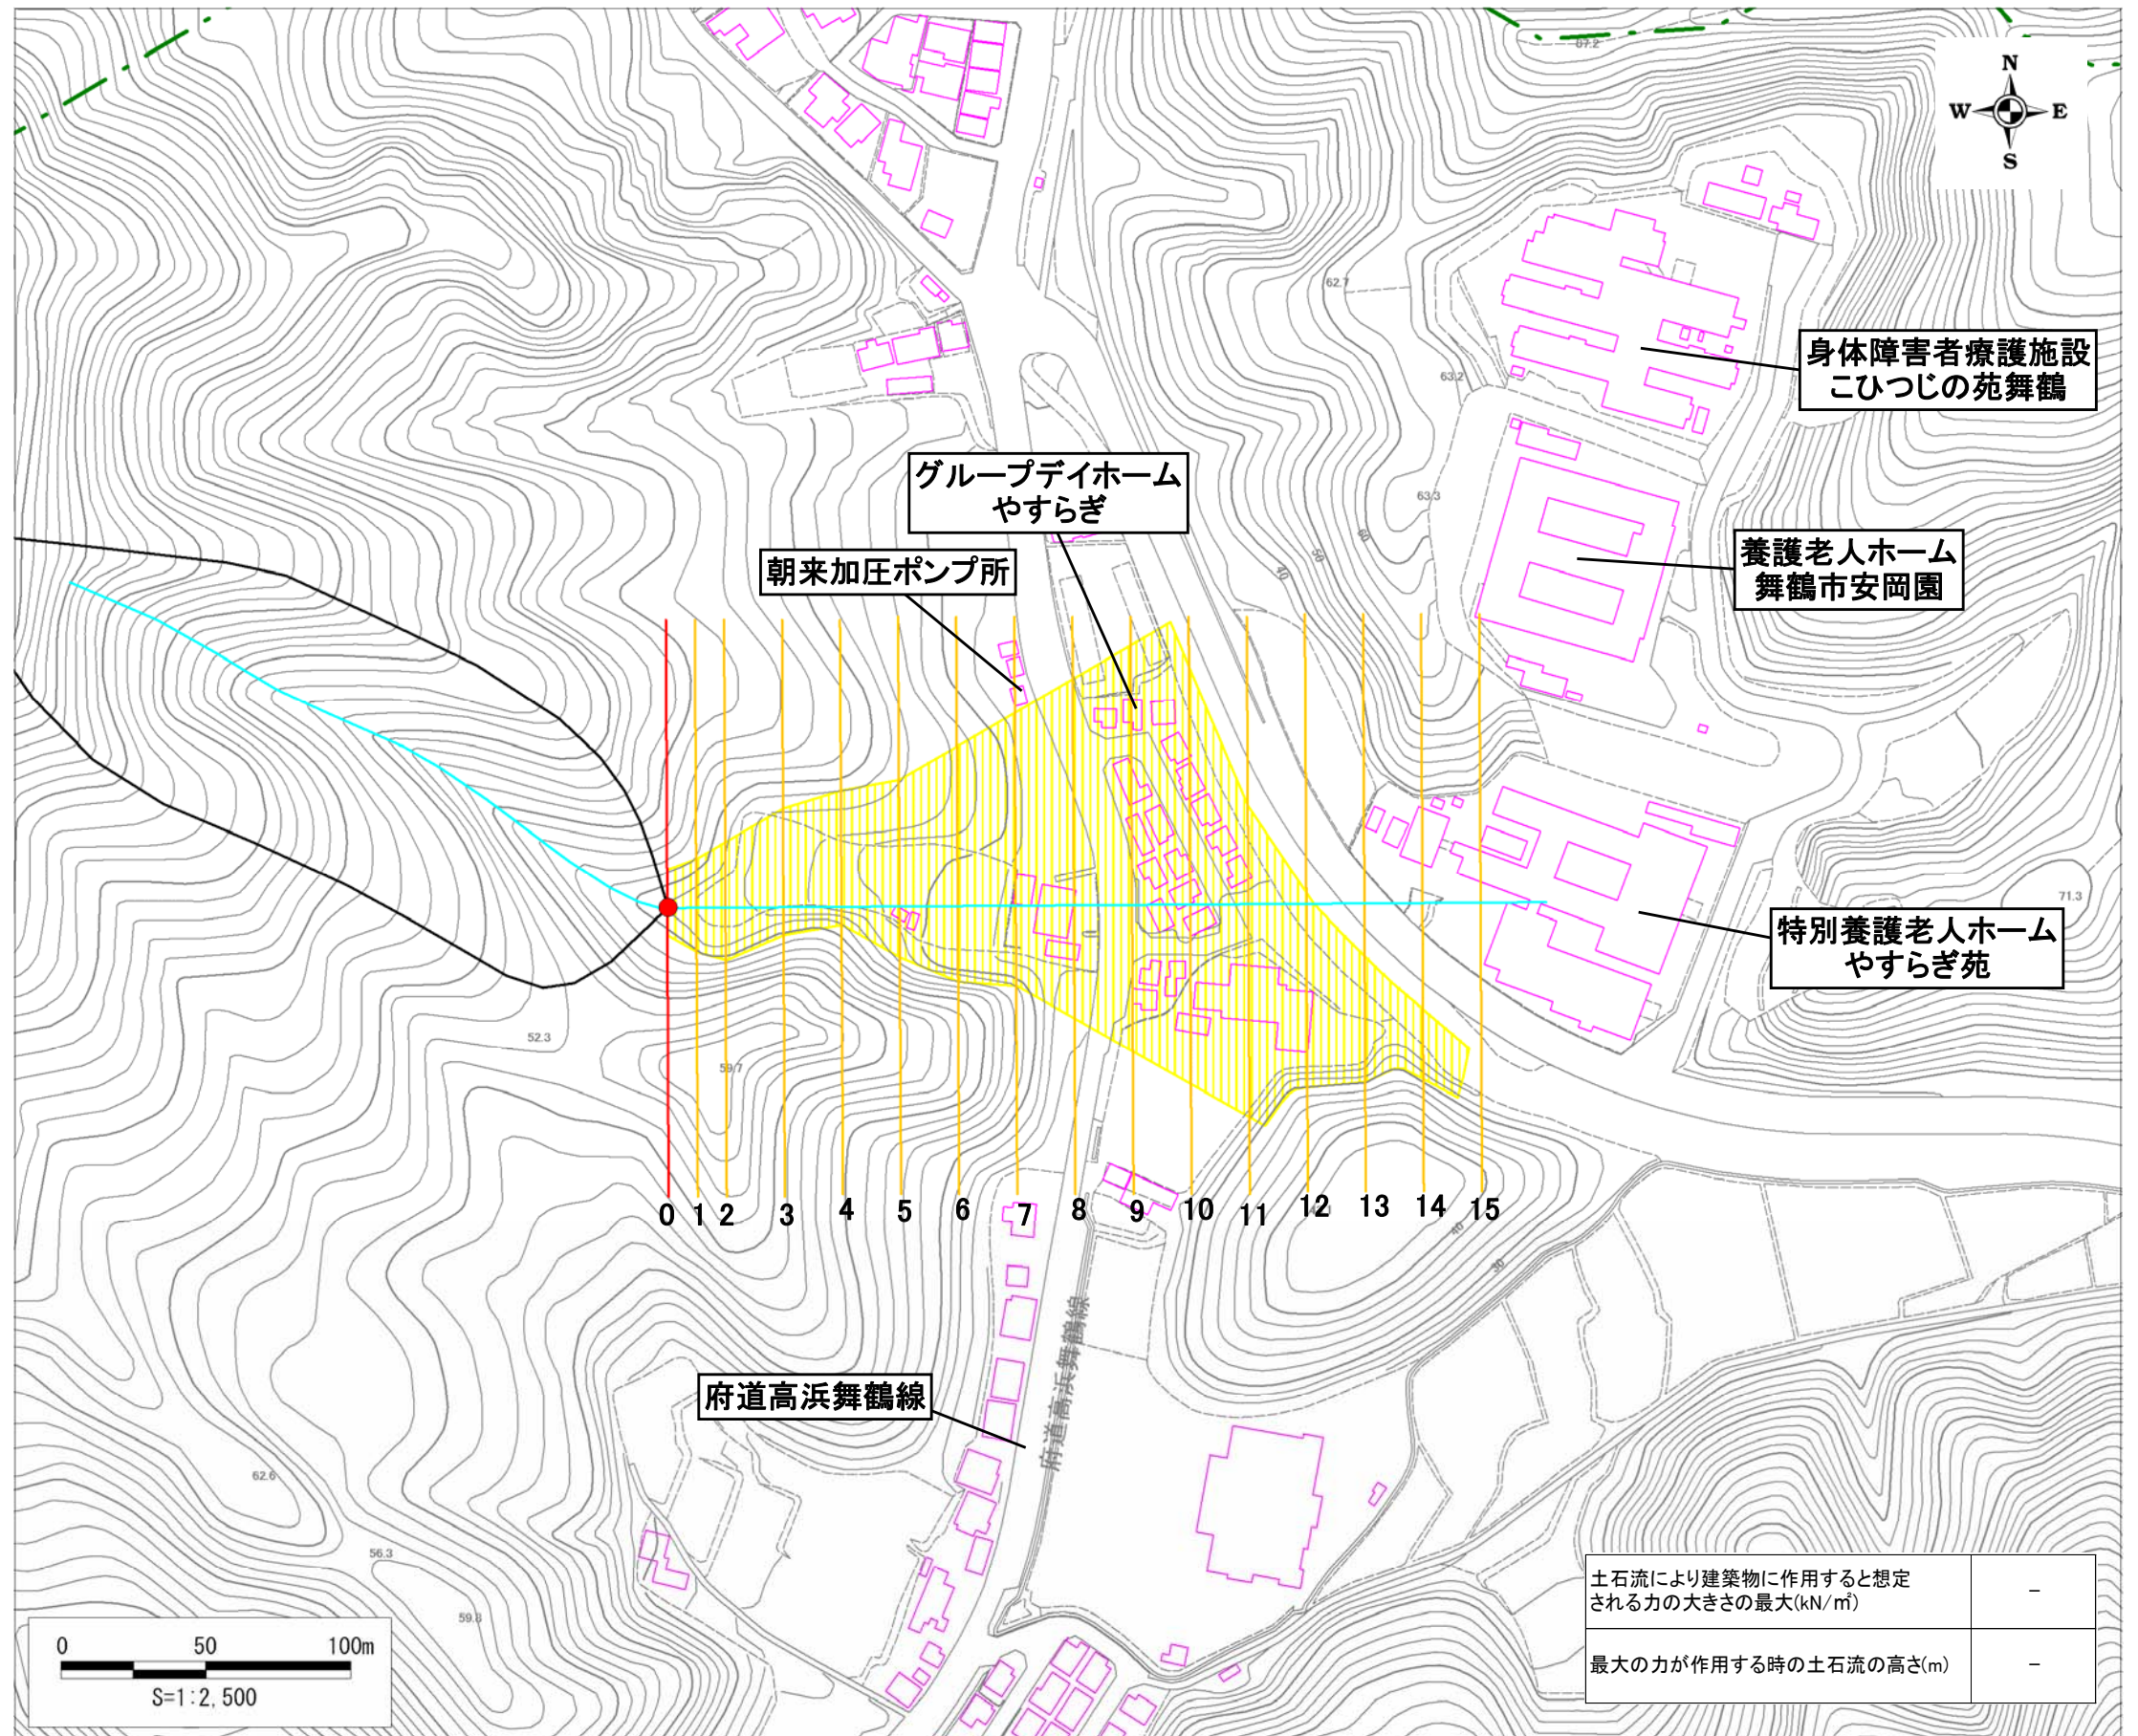 67.2
N
W E
S
62.7
身体障害者療護施設
こひつじの苑舞鶴
63.2
グループデイホーム
やすらぎ
63.3
60
50
40
朝来加圧ポンプ所
養護老人ホーム
舞鶴市安岡園
71.3
特別養護老人ホーム
やすらぎ苑
52.3
59.7
0 1 2 3 4 5 6 7 8 9 10 11 12 13 14 15
40
30
府道高浜舞鶴線
府道高浜舞鶴線
62.6
56.3
59.8
土石流により建築物に作用すると想定
される力の大きさの最大(kN/㎡) −
最大の力が作用する時の土石流の高さ(m) −
0 50 100m
S=1:2,500